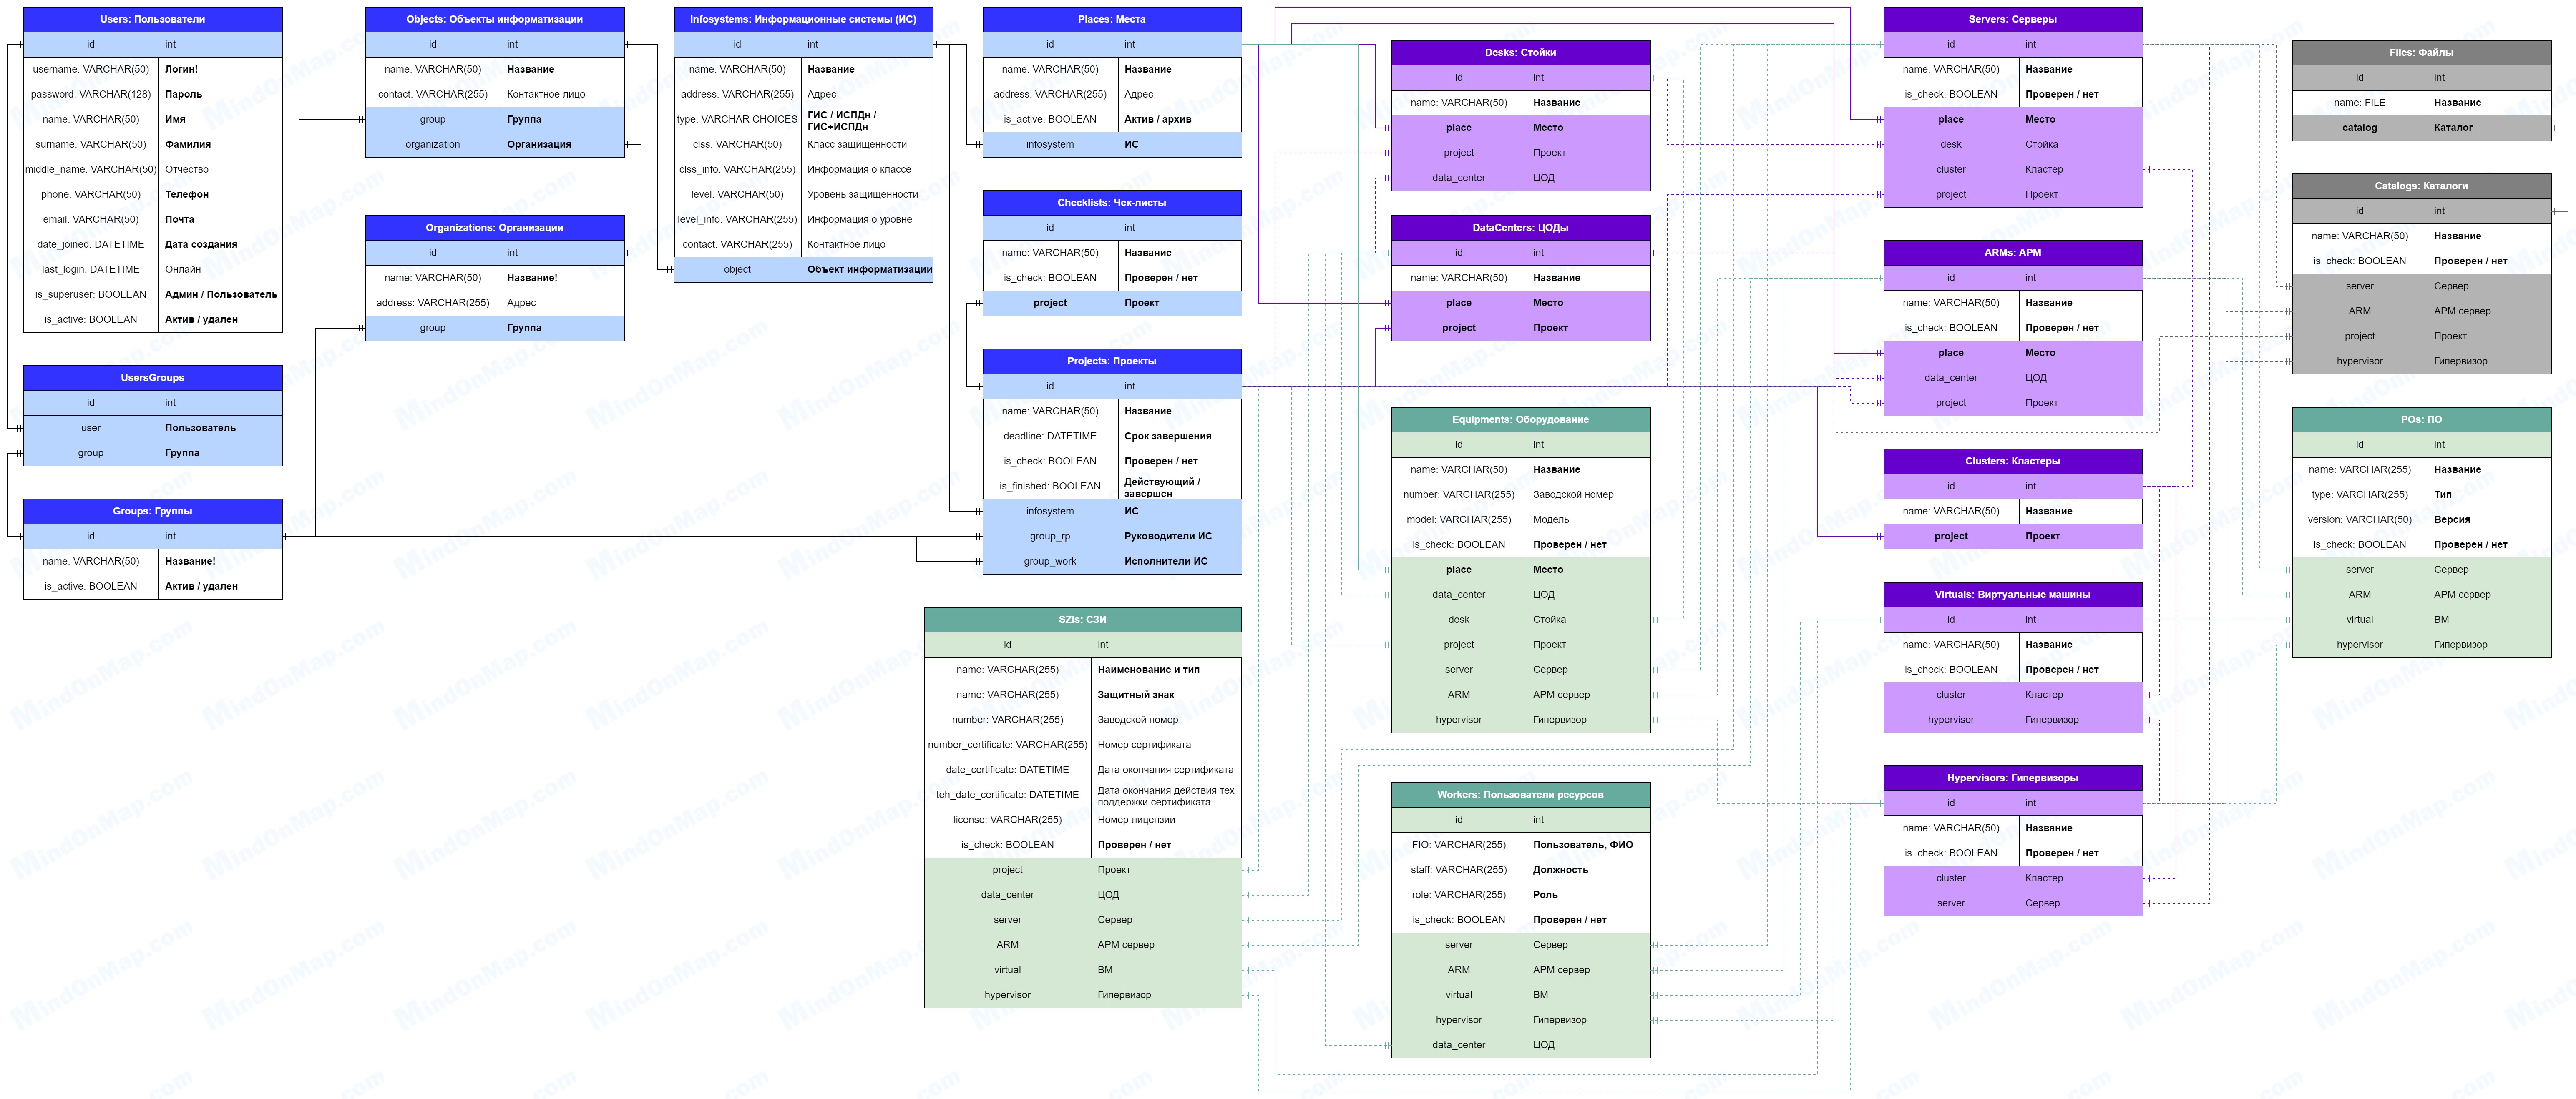 Users: Пользователи
id int
username: VARCHAR(50) Логин!
password: VARCHAR(128) Пароль
name: VARCHAR(50) Имя
surname: VARCHAR(50) Фамилия
middle_name: VARCHAR(50) Отчество
phone: VARCHAR(50) Телефон
email: VARCHAR(50) Почта
date_joined: DATETIME Дата создания
last_login: DATETIME Онлайн
is_superuser: BOOLEAN Админ / Пользователь
is_active: BOOLEAN Актив / удален
UsersGroups
id int
user Пользователь
group Группа
Groups: Группы
id int
name: VARCHAR(50) Название!
is_active: BOOLEAN Актив / удален
Objects: Объекты информатизации
id int
name: VARCHAR(50) Название
contact: VARCHAR(255) Контактное лицо
group Группа
organization Организация
Organizations: Организации
id int
name: VARCHAR(50) Название!
address: VARCHAR(255) Адрес
group Группа
Infosystems: Информационные системы (ИС)
id int
name: VARCHAR(50) Название
address: VARCHAR(255) Адрес
type: VARCHAR CHOICES ГИС / ИСПДн /
ГИС+ИСПДн
clss: VARCHAR(50) Класс защищенности
clss_info: VARCHAR(255) Информация о классе
level: VARCHAR(50) Уровень защищенности
level_info: VARCHAR(255) Информация о уровне
contact: VARCHAR(255) Контактное лицо
object Объект информатизации
Places: Места
id int
name: VARCHAR(50) Название
address: VARCHAR(255) Адрес
is_active: BOOLEAN Актив / архив
infosystem ИС
Checklists: Чек-листы
id int
name: VARCHAR(50) Название
is_check: BOOLEAN Проверен / нет
project Проект
Projects: Проекты
id int
name: VARCHAR(50) Название
deadline: DATETIME Срок завершения
is_check: BOOLEAN Проверен / нет
is_finished: BOOLEAN Действующий /
завершен
infosystem ИС
group_rp Руководители ИС
group_work Исполнители ИС
SZIs: СЗИ
id int
name: VARCHAR(255) Наименование и тип
name: VARCHAR(255) Защитный знак
number: VARCHAR(255) Заводской номер
number_certificate: VARCHAR(255) Номер сертификата
date_certificate: DATETIME Дата окончания сертификата
teh_date_certificate: DATETIME Дата окончания действия тех
поддержки сертификата
license: VARCHAR(255) Номер лицензии
is_check: BOOLEAN Проверен / нет
project Проект
data_center ЦОД
server Сервер
ARM АРМ сервер
virtual ВМ
hypervisor Гипервизор
Desks: Стойки
id int
name: VARCHAR(50) Название
place Место
project Проект
data_center ЦОД
DataCenters: ЦОДы
id int
name: VARCHAR(50) Название
place Место
project Проект
Equipments: Оборудование
id int
name: VARCHAR(50) Название
number: VARCHAR(255) Заводской номер
model: VARCHAR(255) Модель
is_check: BOOLEAN Проверен / нет
place Место
data_center ЦОД
desk Стойка
project Проект
server Сервер
ARM АРМ сервер
hypervisor Гипервизор
Workers: Пользователи ресурсов
id int
FIO: VARCHAR(255) Пользователь, ФИО
staff: VARCHAR(255) Должность
role: VARCHAR(255) Роль
is_check: BOOLEAN Проверен / нет
server Сервер
ARM АРМ сервер
virtual ВМ
hypervisor Гипервизор
data_center ЦОД
Servers: Серверы
id int
name: VARCHAR(50) Название
is_check: BOOLEAN Проверен / нет
place Место
desk Стойка
cluster Кластер
project Проект
ARMs: АРМ
id int
name: VARCHAR(50) Название
is_check: BOOLEAN Проверен / нет
place Место
data_center ЦОД
project Проект
Clusters: Кластеры
id int
name: VARCHAR(50) Название
project Проект
Virtuals: Виртуальные машины
id int
name: VARCHAR(50) Название
is_check: BOOLEAN Проверен / нет
cluster Кластер
hypervisor Гипервизор
Hypervisors: Гипервизоры
id int
name: VARCHAR(50) Название
is_check: BOOLEAN Проверен / нет
cluster Кластер
server Сервер
Files: Файлы
id int
name: FILE Название
catalog Каталог
Catalogs: Каталоги
id int
name: VARCHAR(50) Название
is_check: BOOLEAN Проверен / нет
server Сервер
ARM АРМ сервер
project Проект
hypervisor Гипервизор
POs: ПО
id int
name: VARCHAR(255) Название
type: VARCHAR(255) Тип
version: VARCHAR(50) Версия
is_check: BOOLEAN Проверен / нет
server Сервер
ARM АРМ сервер
virtual ВМ
hypervisor Гипервизор
MindOnMap.com